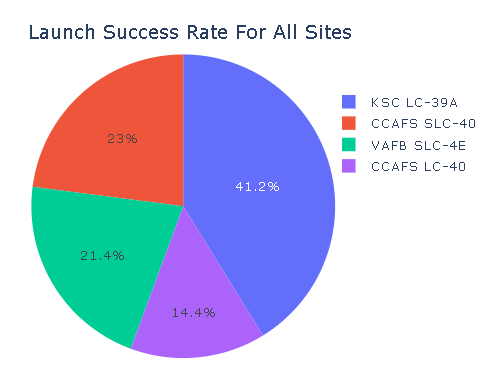 Launch Success Rate For All Sites
KSC LC-39A
CCAFS SLC-40
VAFB SLC-4E
CCAFS LC-40
23%
41.2%
21.4%
14.4%